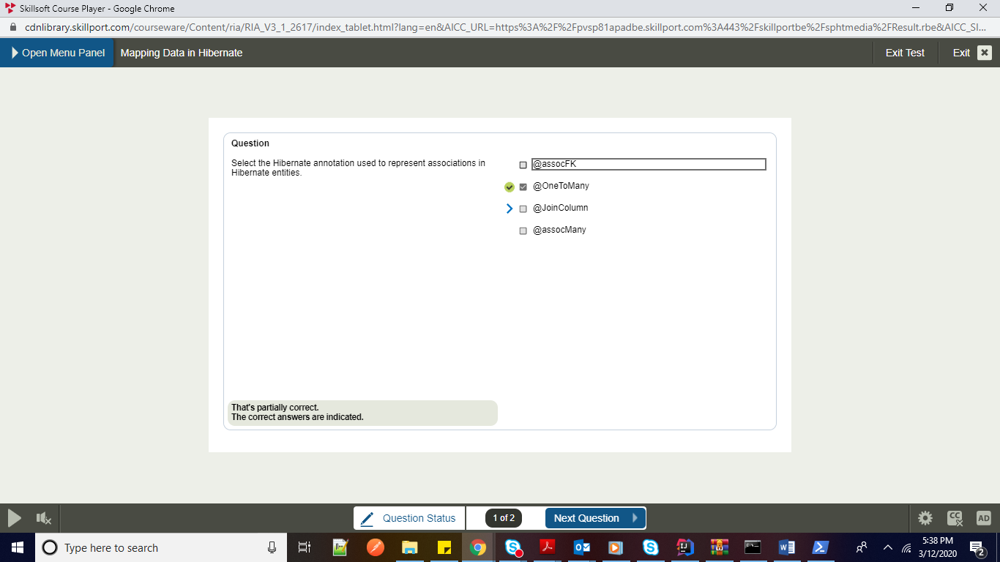 Skillsoft Course Player - Google Chrome
cdnlibrary.skillport.com/courseware/Content/ria/RIA_V3_1_2617/index_tablet.html?lang=en&AICC_URL=https%3A%2F%2Fpvsp81apadbe.skillport.com%3A443%2Fskillportbe%2Fsphtmedia%2FResult.rbe&AICC_SI...
Open Menu Panel Mapping Data in Hibernate Exit Test Exit
Question
Select the Hibernate annotation used to represent associations in
Hibernate entities.
@assocFK
@OneToMany
@JoinColumn
@assocMany
That's partially correct.
The correct answers are indicated.
Question Status 1 of 2 Next Question CC AD
Type here to search
5:38 PM
3/12/2020
2